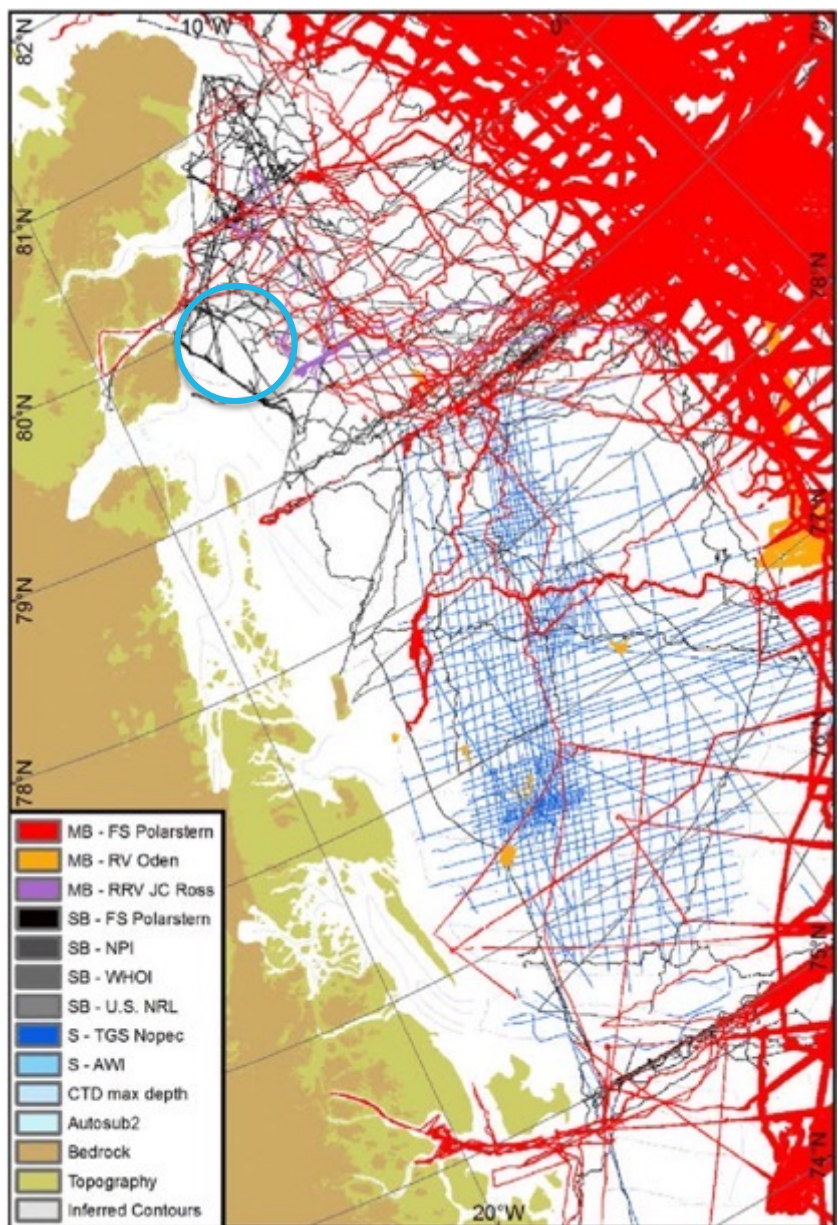 82°N
10°W
0°
79°N
81°N
78°N
80°N
77°N
79°N
76°N
78°N
MB - FS Polarstern
MB - RV Oden
MB - RRV JC Ross
SB - FS Polarstern
SB - NPI
SB - WHOI
SB - U.S. NRL
S - TGS Nopec
S - AWI
CTD max depth
Autosub2
Bedrock
Topography
Inferred Contours
75°N
74°N
20°W